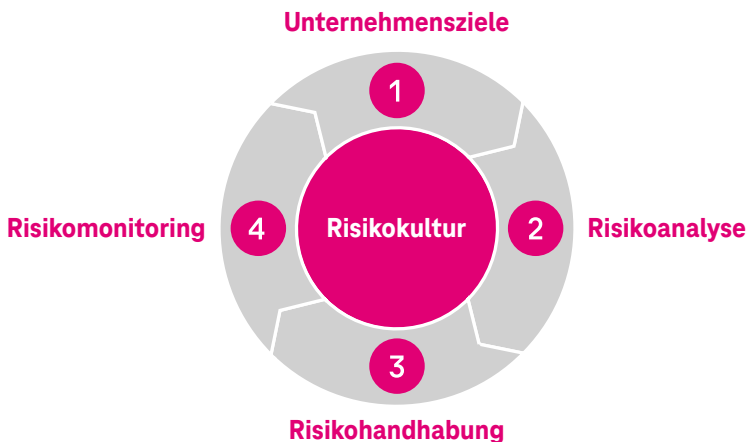 Unternehmensziele
1
Risikomonitoring
4
Risikokultur
2
Risikoanalyse
3
Risikohandhabung